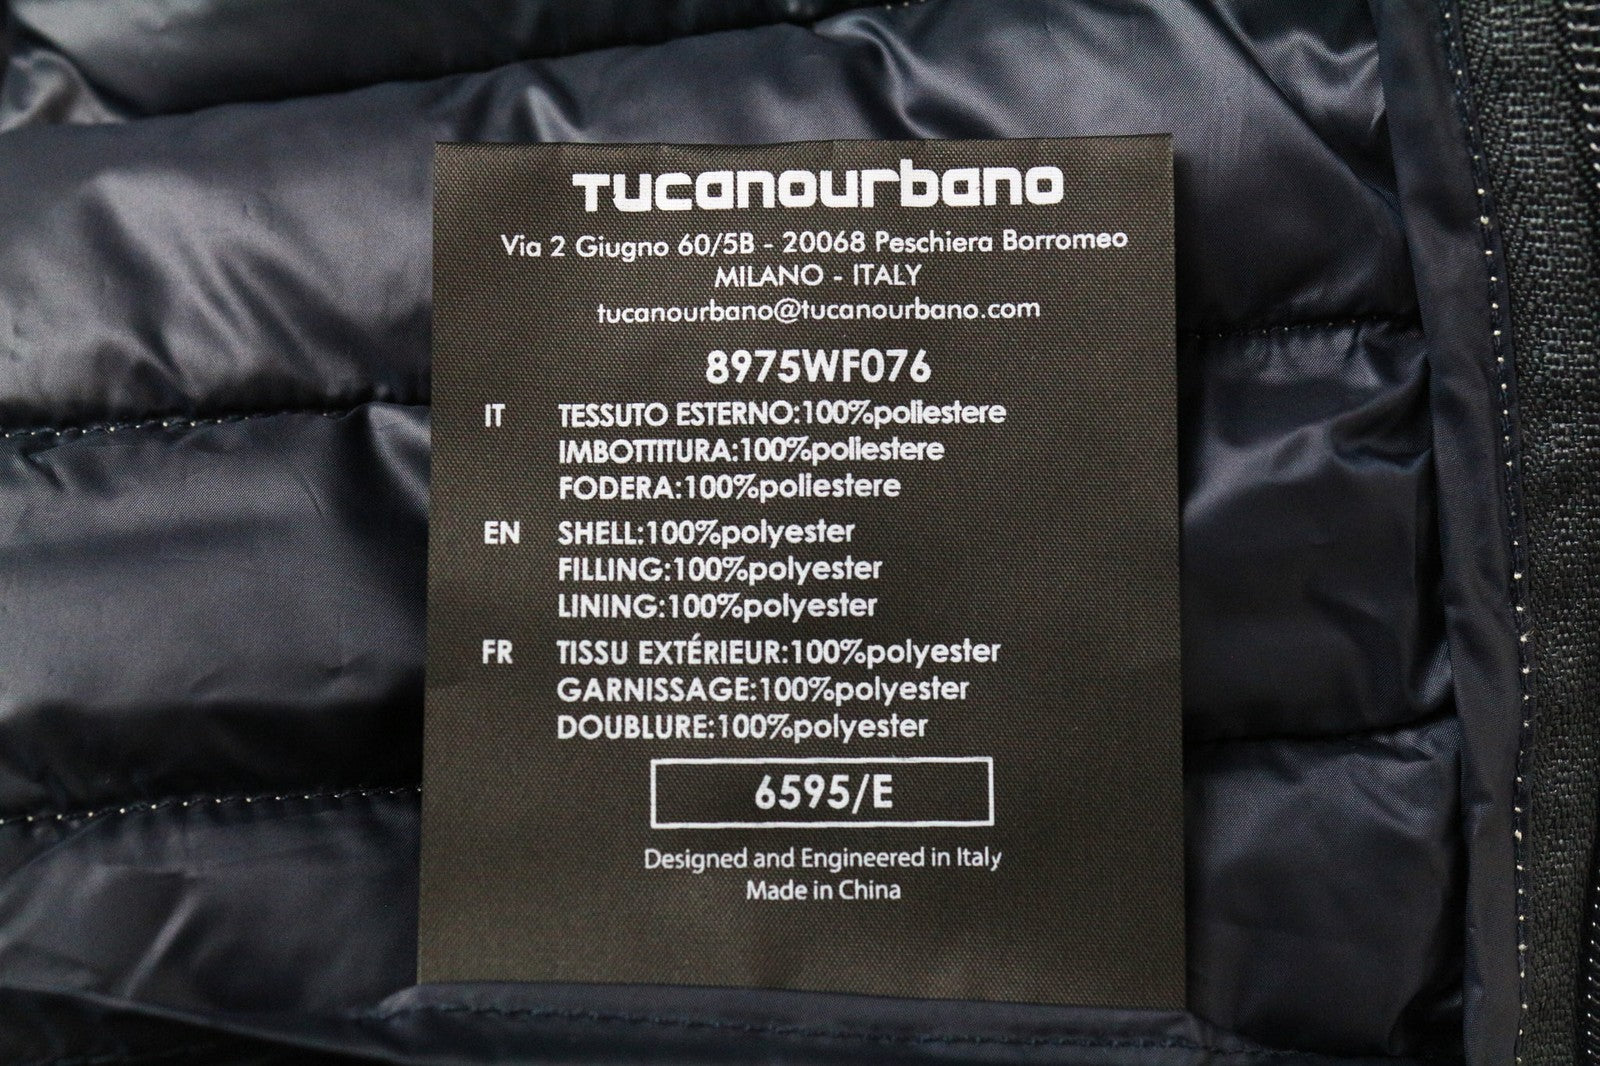 Tucanourbano
Via 2 Giugno 60/5B - 20068 Peschiera Borromeo
MILANO - ITALY
tucanourbano@tucanourbano.com
8975WF076
IT TESSUTO ESTERNO:100%poliestere
IMBOTTITURA:100%poliestere
FODERA:100%poliestere
EN SHELL:100%polyester
FILLING:100%polyester
LINING:100%polyester
FR TISSU EXTÉRIEUR:100%polyester
GARNISSAGE:100%polyester
DOUBLURE:100%polyester
6595/E
Designed and Engineered in Italy
Made in China